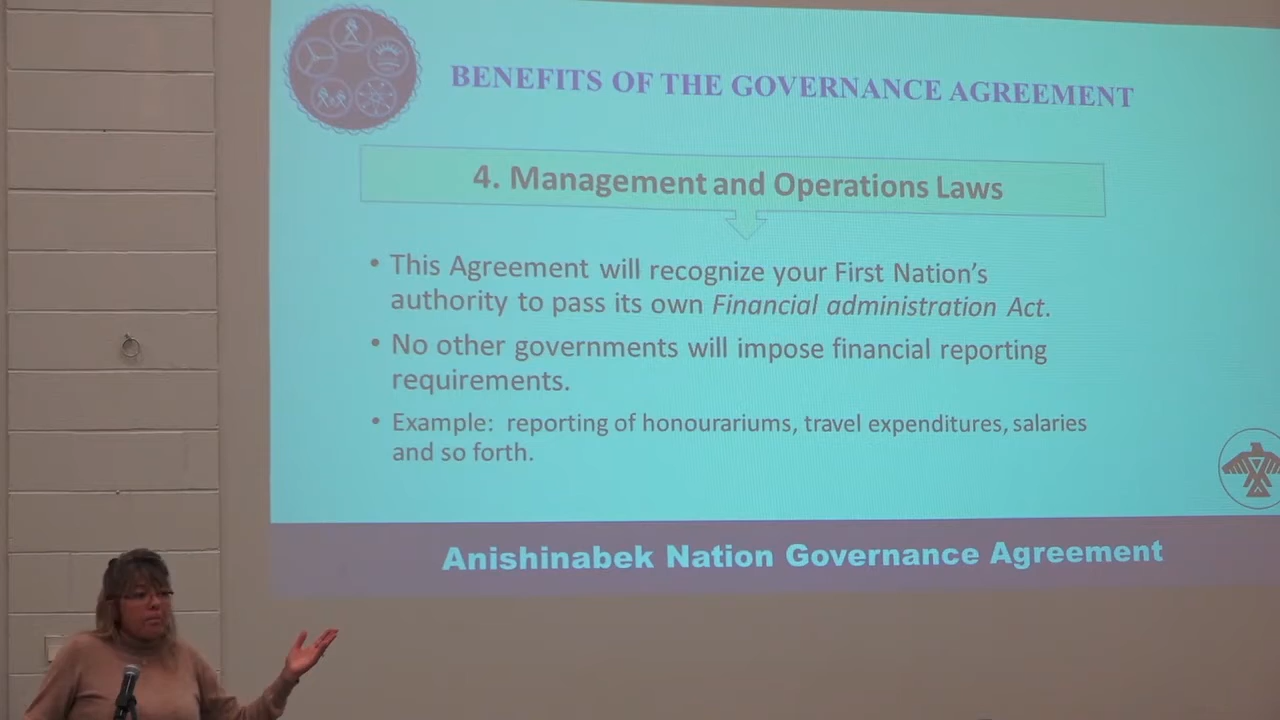 BENEFITS OF THE GOVERNANCE AGREEMENT
4. Management and Operations Laws
• This Agreement will recognize your First Nation's
authority to pass its own Financial administration Act.
• No other governments will impose financial reporting
requirements.
• Example: reporting of honourariums, travel expenditures, salaries
and so forth.
Anishinabek Nation Governance Agreement